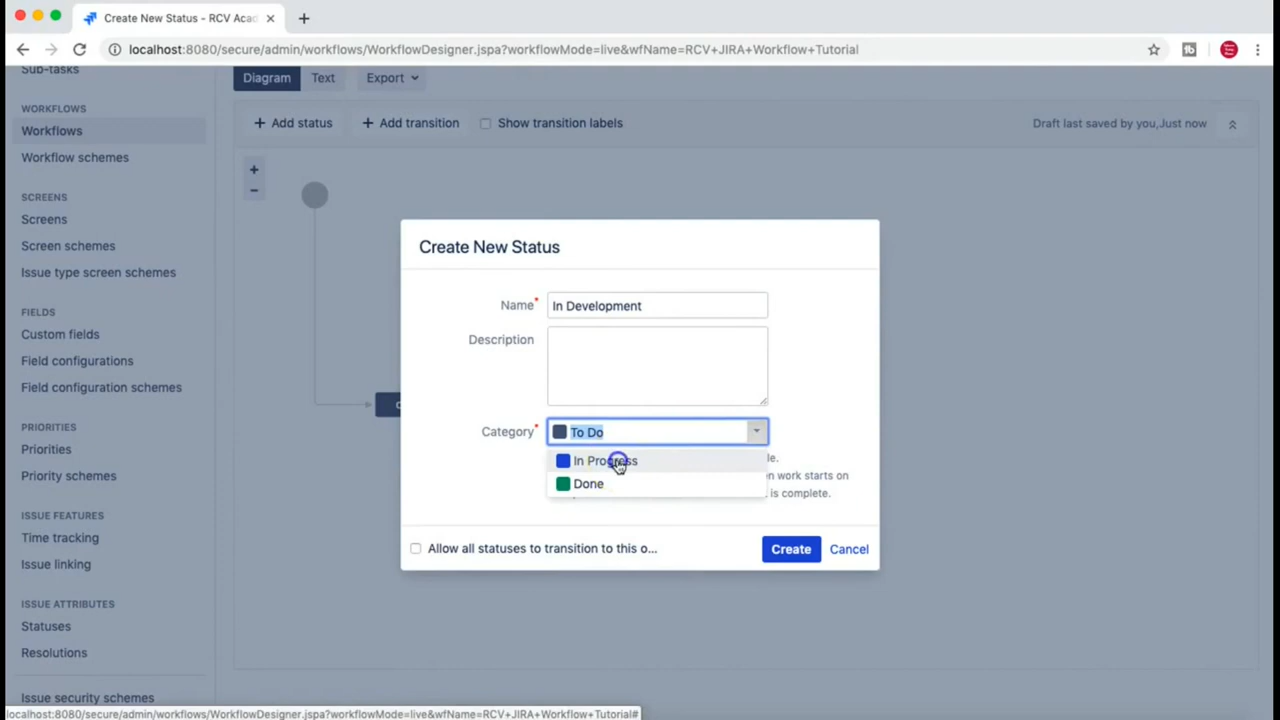 Create New Status - RCV Acad
localhost:8080/secure/admin/workflows/WorkflowDesigner.jspa?workflowMode=live&wfName=RCV+JIRA+Workflow+Tutorial
Sub-tasks
WORKFLOWS
Workflows
Workflow schemes
SCREENS
Screens
Screen schemes
Issue type screen schemes
FIELDS
Custom fields
Field configurations
Field configuration schemes
PRIORITIES
Priorities
Priority schemes
ISSUE FEATURES
Time tracking
Issue linking
ISSUE ATTRIBUTES
Statuses
Resolutions
Issue security schemes
Diagram Text Export
+ Add status + Add transition Show transition labels Draft last saved by you,Just now
Create New Status
Name* In Development
Description
Category* To Do
In Progress
Done
le.
n work starts on
is complete.
Allow all statuses to transition to this o...
Create Cancel
localhost:8080/secure/admin/workflows/WorkflowDesigner.jspa?workflowMode=live&wfName=RCV+JIRA+Workflow+Tutorial#